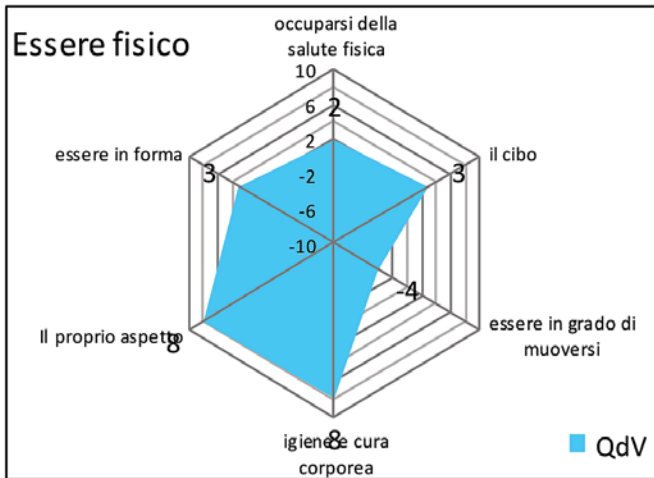 Essere fisico
occuparsi della
salute fisica
10
6
2
-2
-6
-10
2
il cibo
3
essere in grado di
muoversi
-4
igiene e cura
corporea
8
Il proprio aspetto
8
essere in forma
3
QdV